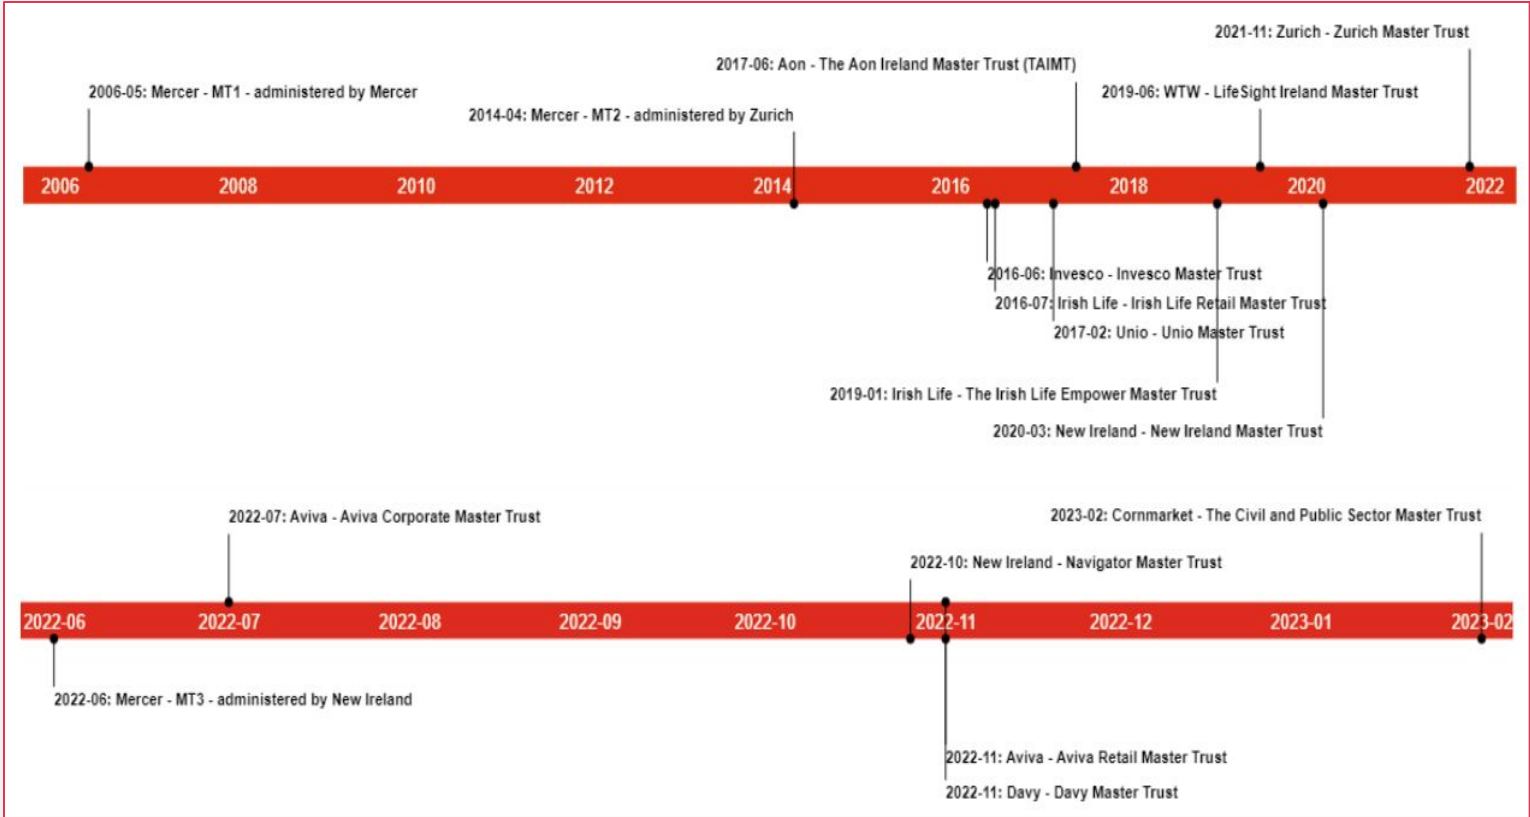 2021-11: Zurich - Zurich Master Trust
2017-06: Aon - The Aon Ireland Master Trust (TAIMT)
2006-05: Mercer - MT1 - administered by Mercer
2019-06: WTW - LifeSight Ireland Master Trust
2014-04: Mercer - MT2 - administered by Zurich
2006 2008 2010 2012 2014 2016 2018 2020 2022
2016-06: Invesco - Invesco Master Trust
2016-07: Irish Life - Irish Life Retail Master Trust
2017-02: Unio - Unio Master Trust
2019-01: Irish Life - The Irish Life Empower Master Trust
2020-03: New Ireland - New Ireland Master Trust
2022-07: Aviva - Aviva Corporate Master Trust
2023-02: Cornmarket - The Civil and Public Sector Master Trust
2022-10: New Ireland - Navigator Master Trust
2022-06 2022-07 2022-08 2022-09 2022-10 2022-11 2022-12 2023-01 2023-02
2022-06: Mercer - MT3 - administered by New Ireland
2022-11: Aviva - Aviva Retail Master Trust
2022-11: Davy - Davy Master Trust